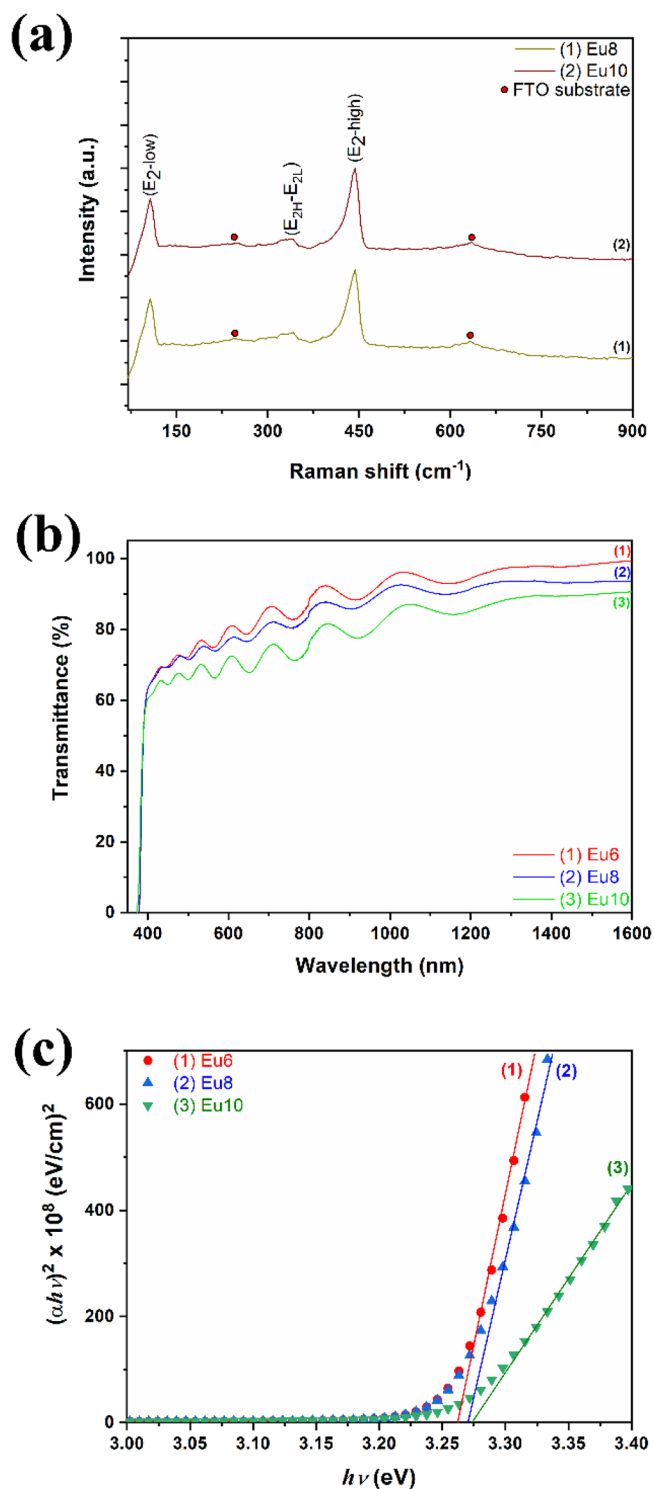 (a)
(1) Eu8
(2) Eu10
FTO substrate
(E2-low)
(E2H-E2L)
(E2-high)
(2)
(1)
Intensity (a.u.)
150 300 450 600 750 900
Raman shift (cm-1)
(b)
100
80
60
40
20
0
(1)
(2)
(3)
Transmittance (%)
(1) Eu6
(2) Eu8
(3) Eu10
400 600 800 1000 1200 1400 1600
Wavelength (nm)
(c)
(1) Eu6
(2) Eu8
(3) Eu10
(1)
(2)
(3)
600
400
200
0
(αhν)2 x 108 (eV/cm)2
3.00 3.05 3.10 3.15 3.20 3.25 3.30 3.35 3.40
hν (eV)